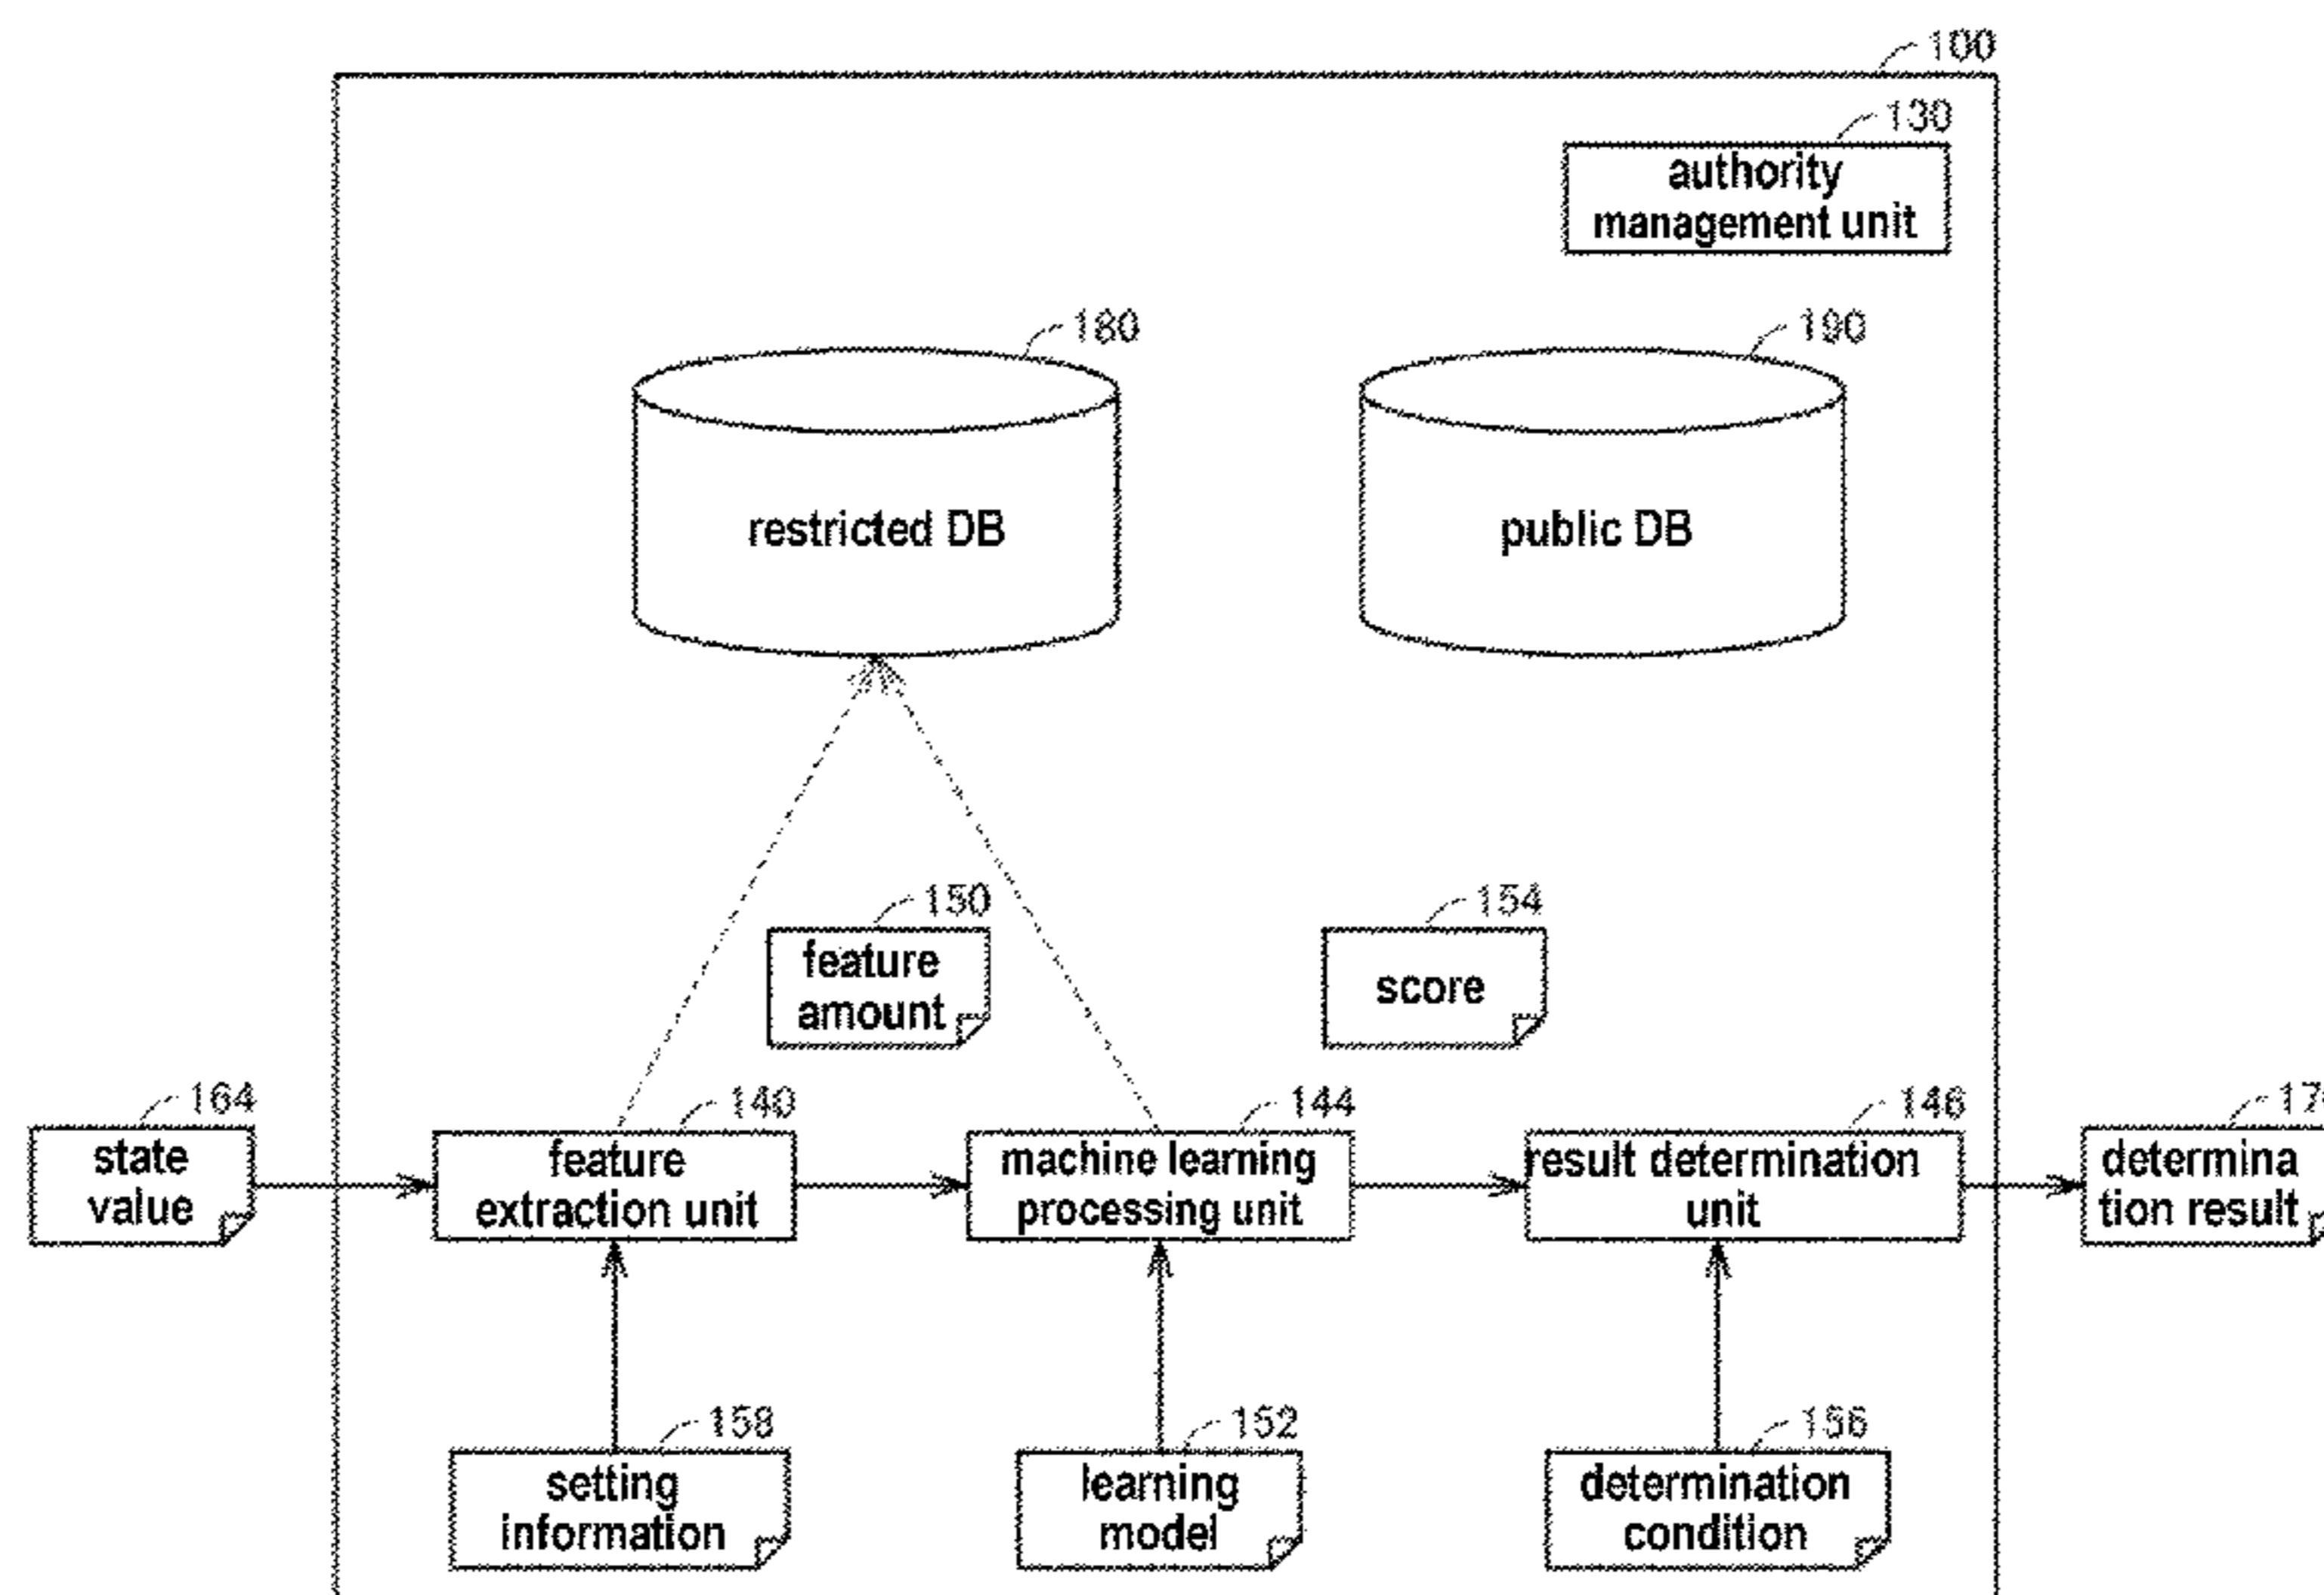 100
130
authority
management unit
180
190
restricted DB
public DB
150
154
feature
amount
score
164
140
144
146
state
value
feature
extraction unit
machine learning
processing unit
result determination
unit
determina
tion result
158
152
156
setting
information
learning
model
determination
condition